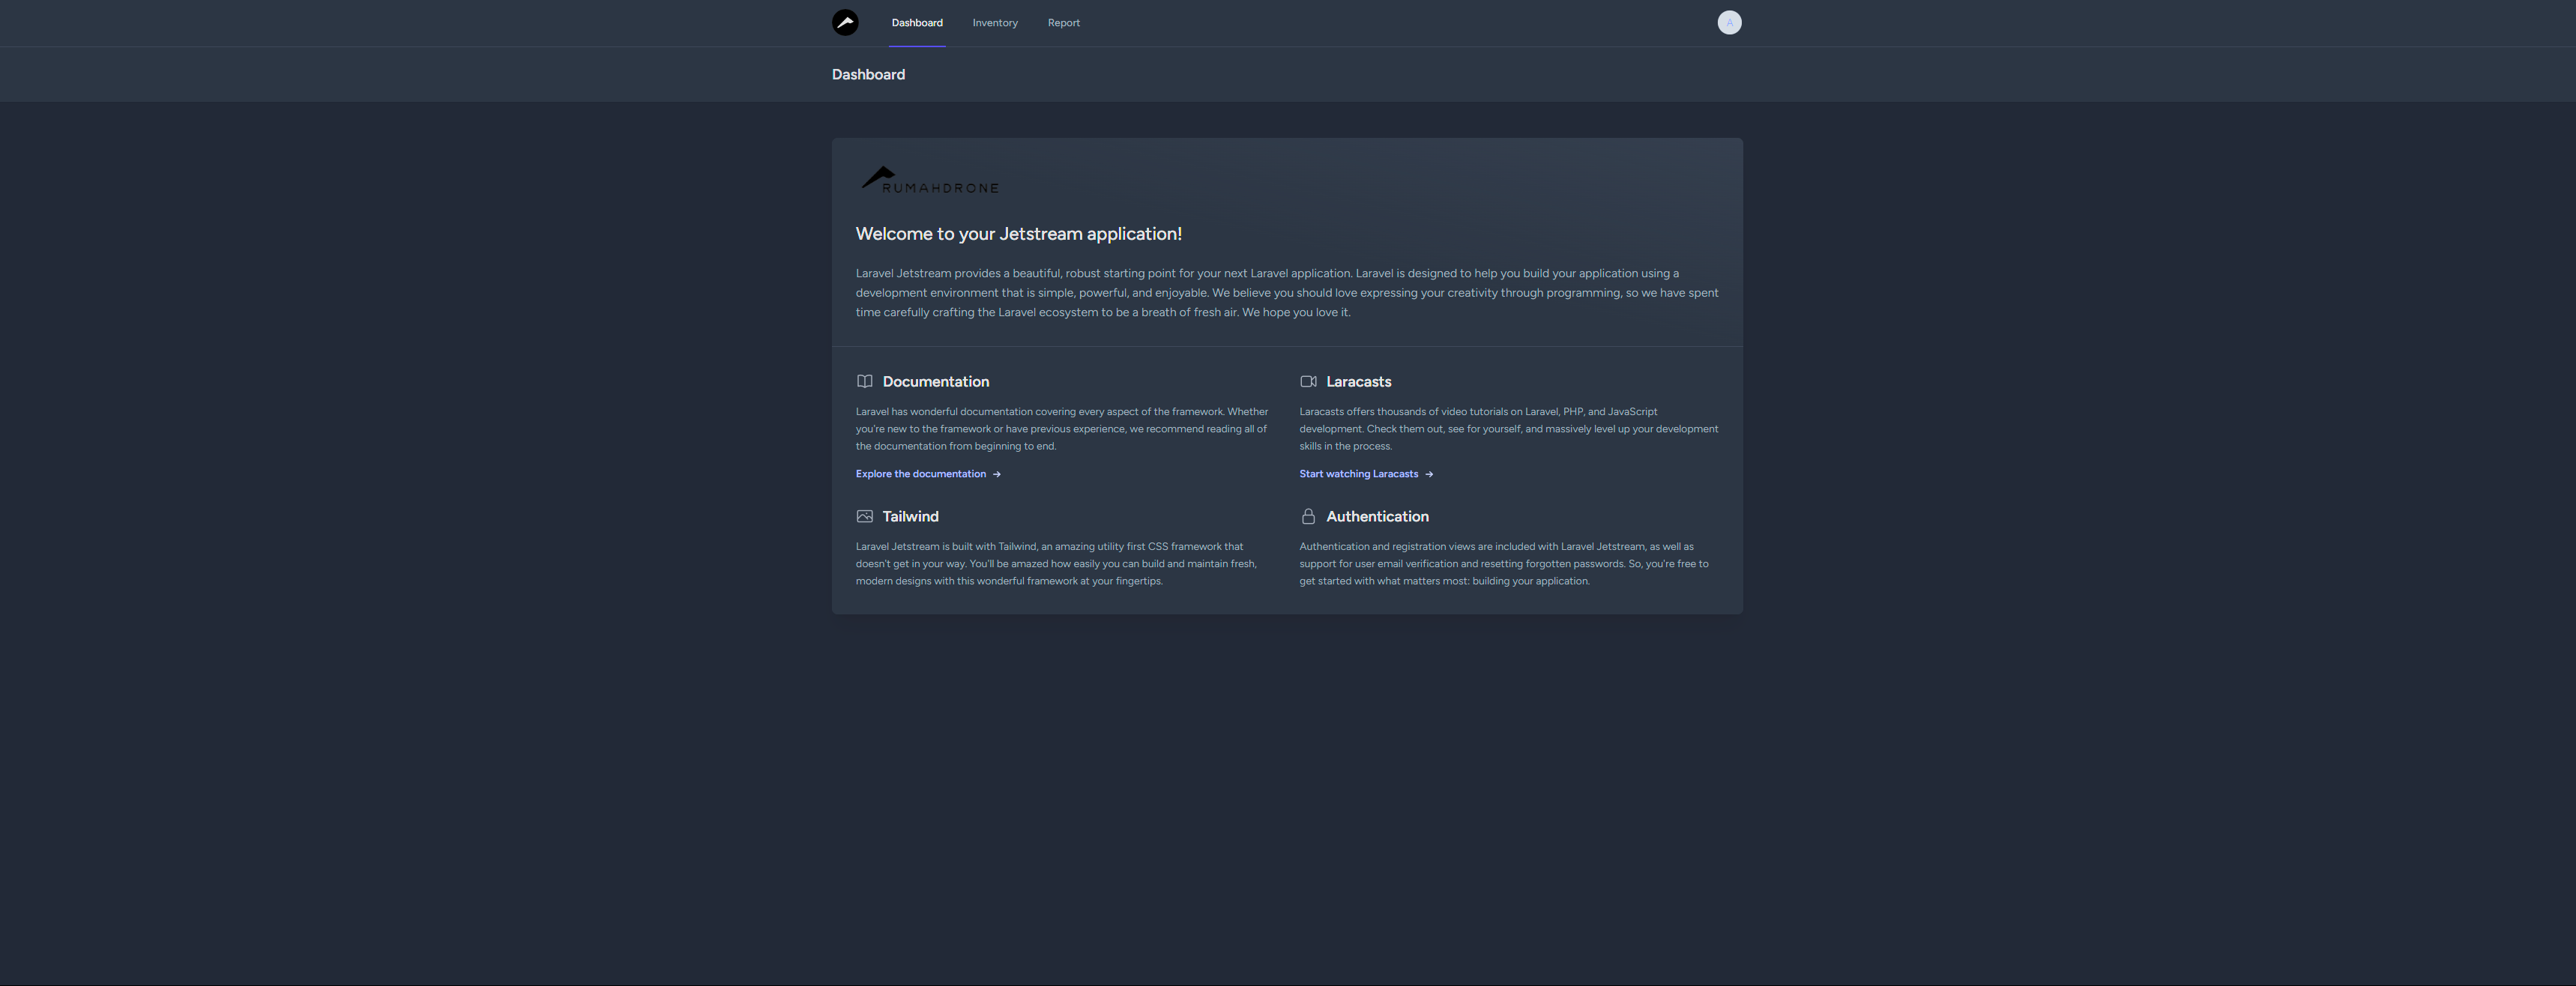 Dashboard
Inventory
Report
A
Dashboard
RUMAHDRONE
Welcome to your Jetstream application!
Laravel Jetstream provides a beautiful, robust starting point for your next Laravel application. Laravel is designed to help you build your application using a
development environment that is simple, powerful, and enjoyable. We believe you should love expressing your creativity through programming, so we have spent
time carefully crafting the Laravel ecosystem to be a breath of fresh air. We hope you love it.
Documentation
Laravel has wonderful documentation covering every aspect of the framework. Whether
you're new to the framework or have previous experience, we recommend reading all of
the documentation from beginning to end.
Explore the documentation →
Laracasts
Laracasts offers thousands of video tutorials on Laravel, PHP, and JavaScript
development. Check them out, see for yourself, and massively level up your development
skills in the process.
Start watching Laracasts →
Tailwind
Laravel Jetstream is built with Tailwind, an amazing utility first CSS framework that
doesn't get in your way. You'll be amazed how easily you can build and maintain fresh,
modern designs with this wonderful framework at your fingertips.
Authentication
Authentication and registration views are included with Laravel Jetstream, as well as
support for user email verification and resetting forgotten passwords. So, you're free to
get started with what matters most: building your application.